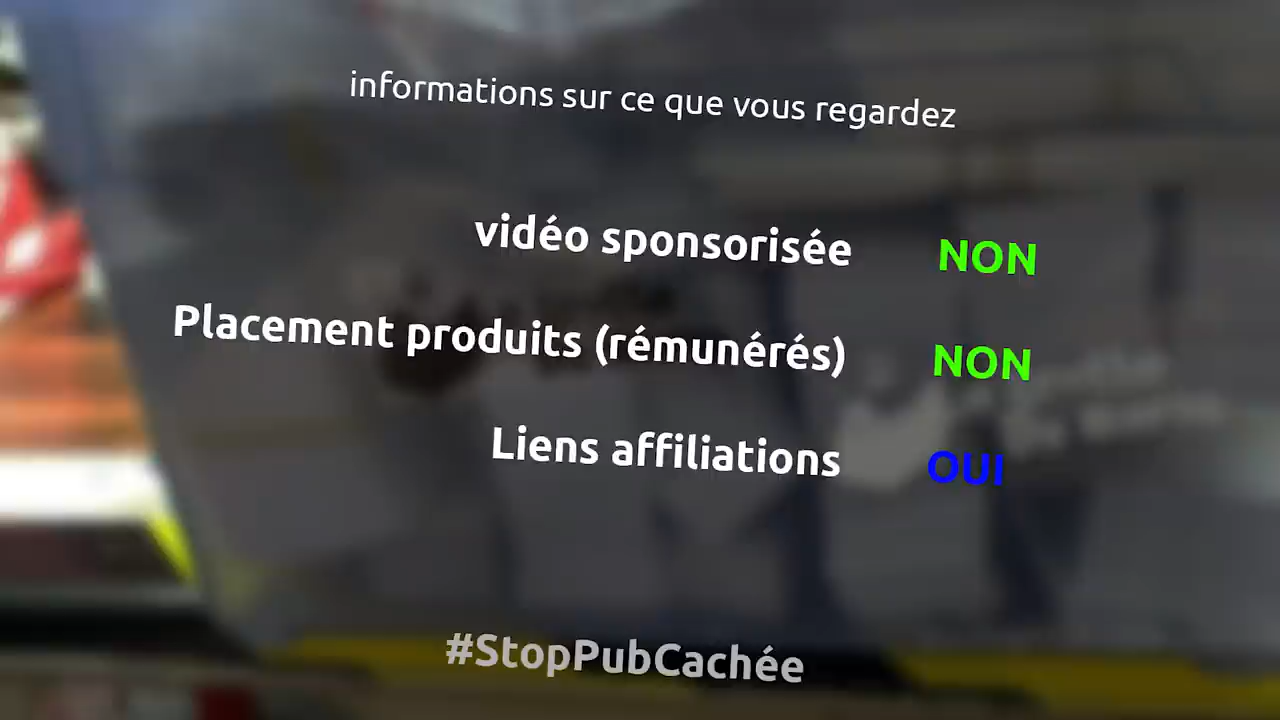 informations sur ce que vous regardez
vidéo sponsorisée NON
Placement produits (rémunérés) NON
Liens affiliations OUI
#StopPubCachée